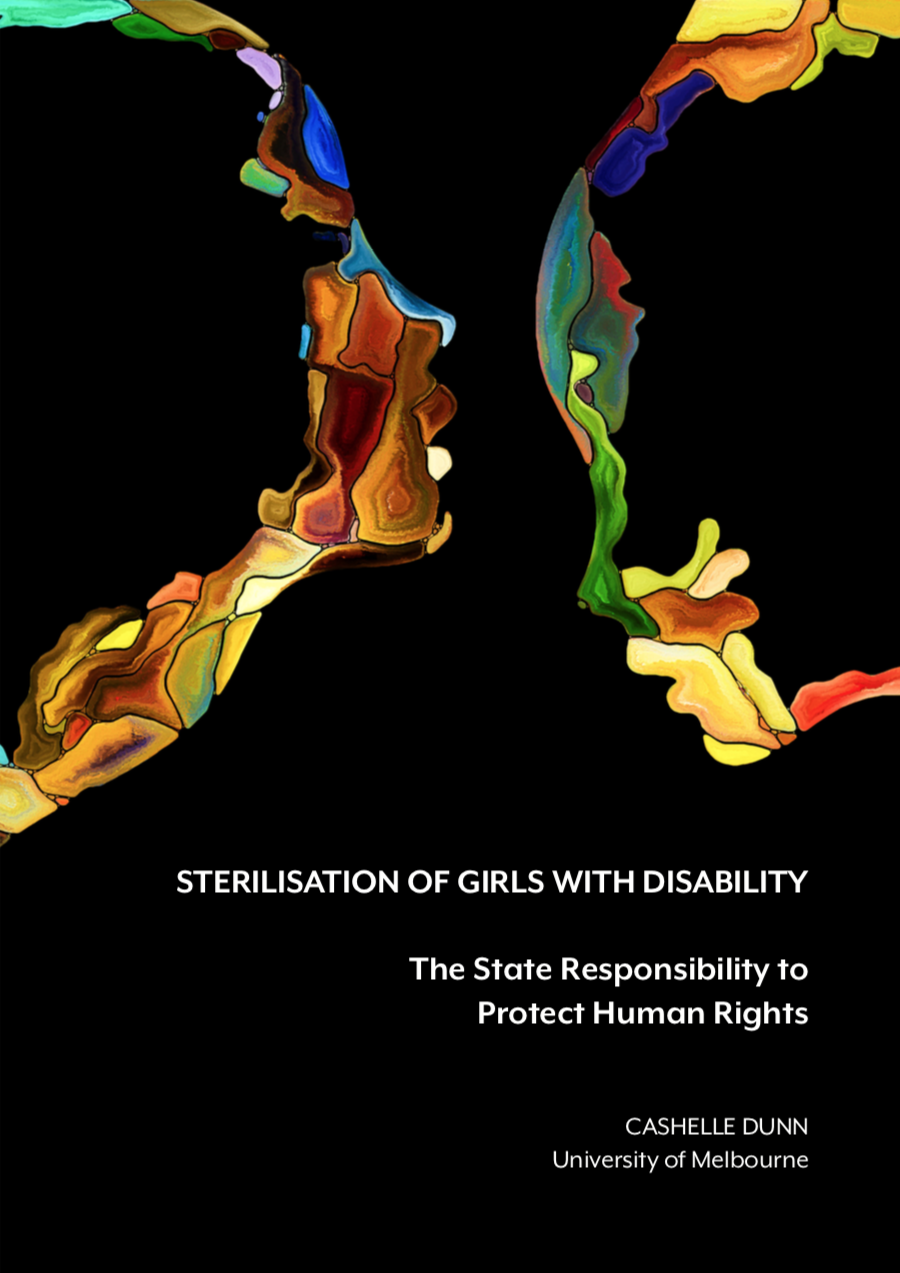 STERILISATION OF GIRLS WITH DISABILITY
The State Responsibility to
Protect Human Rights
CASHELLE DUNN
University of Melbourne